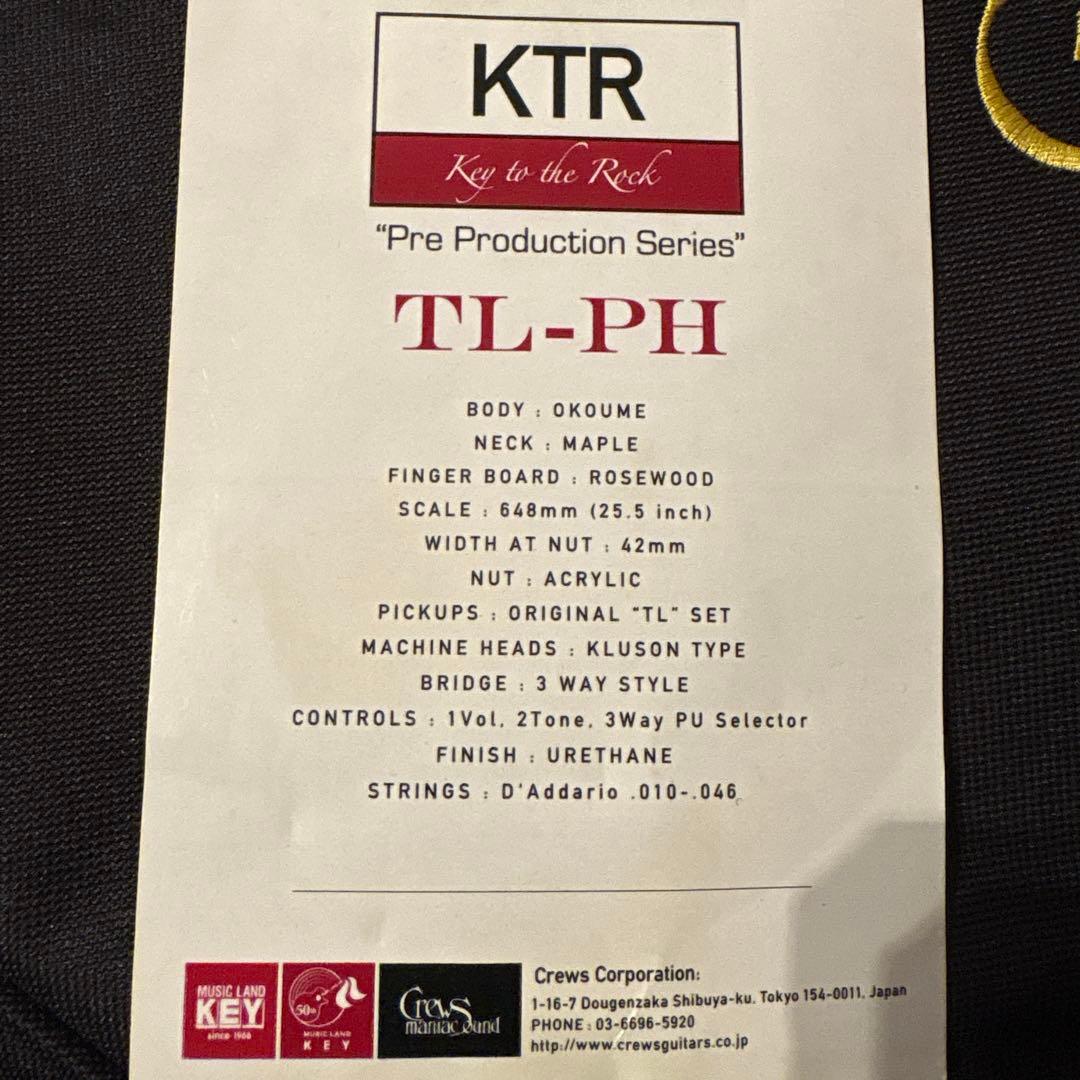 KTR
Key to the Rock
“Pre Production Series”
TL-PH
BODY : OKOUME
NECK : MAPLE
FINGER BOARD : ROSEWOOD
SCALE : 648mm (25.5 inch)
WIDTH AT NUT : 42mm
NUT : ACRYLIC
PICKUPS : ORIGINAL "TL" SET
MACHINE HEADS : KLUSON TYPE
BRIDGE : 3 WAY STYLE
CONTROLS : 1Vol, 2Tone, 3Way PU Selector
FINISH : URETHANE
STRINGS : D'Addario .010-.046
MUSIC LAND
KEY
since 1966
50th
MUSIC LAND
KEY
Crews
maniac sound
Crews Corporation:
1-16-7 Dougenzaka Shibuya-ku, Tokyo 154-0011, Japan
PHONE : 03-6696-5920
http://www.crewsguitars.co.jp